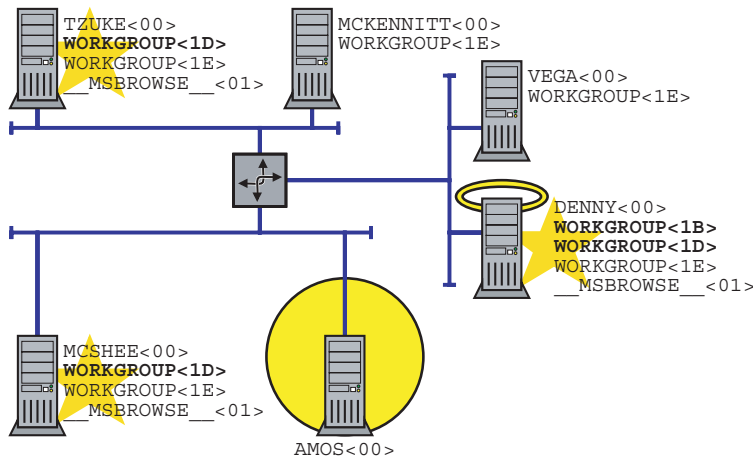 TZUKE<00>
WORKGROUP<1D>
WORKGROUP<1E>
__MSBROWSE__<01>
MCKENNITT<00>
WORKGROUP<1E>
VEGA<00>
WORKGROUP<1E>
DENNY<00>
WORKGROUP<1B>
WORKGROUP<1D>
WORKGROUP<1E>
__MSBROWSE__<01>
MCSHEE<00>
WORKGROUP<1D>
WORKGROUP<1E>
__MSBROWSE__<01>
AMOS<00>